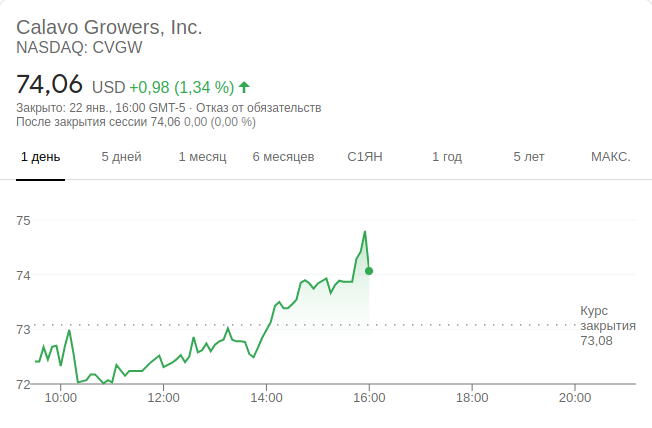 Calavo Growers, Inc.
NASDAQ: CVGW
74,06 USD +0,98 (1,34 %)
Закрыто: 22 янв., 16:00 GMT-5 · Отказ от обязательств
После закрытия сессии 74,06 0,00 (0,00 %)
1 день 5 дней 1 месяц 6 месяцев С1ЯН 1 год 5 лет МАКС.
75
74
73
Курс
закрытия
73,08
72
10:00 12:00 14:00 16:00 18:00 20:00